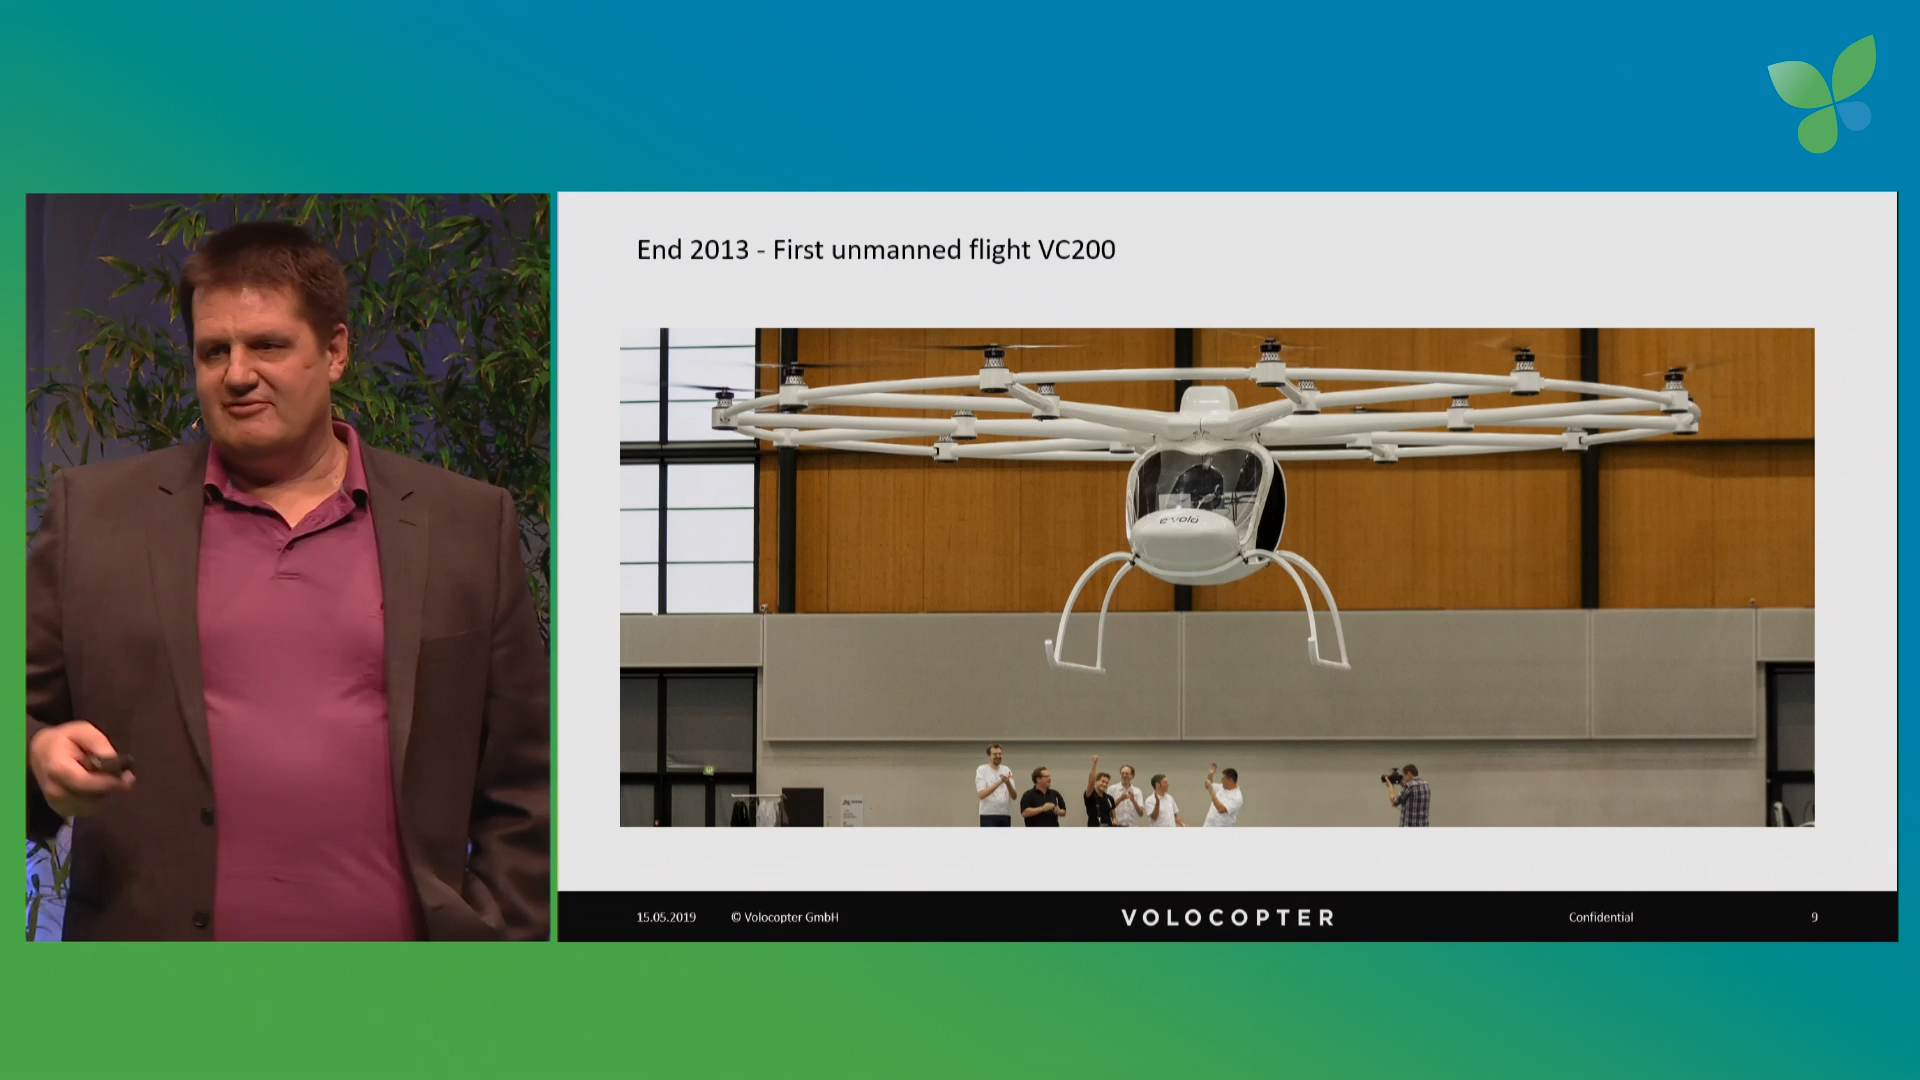 End 2013 - First unmanned flight VC200
e-volo
15.05.2019
© Volocopter GmbH
VOLOCOPTER
Confidential
9